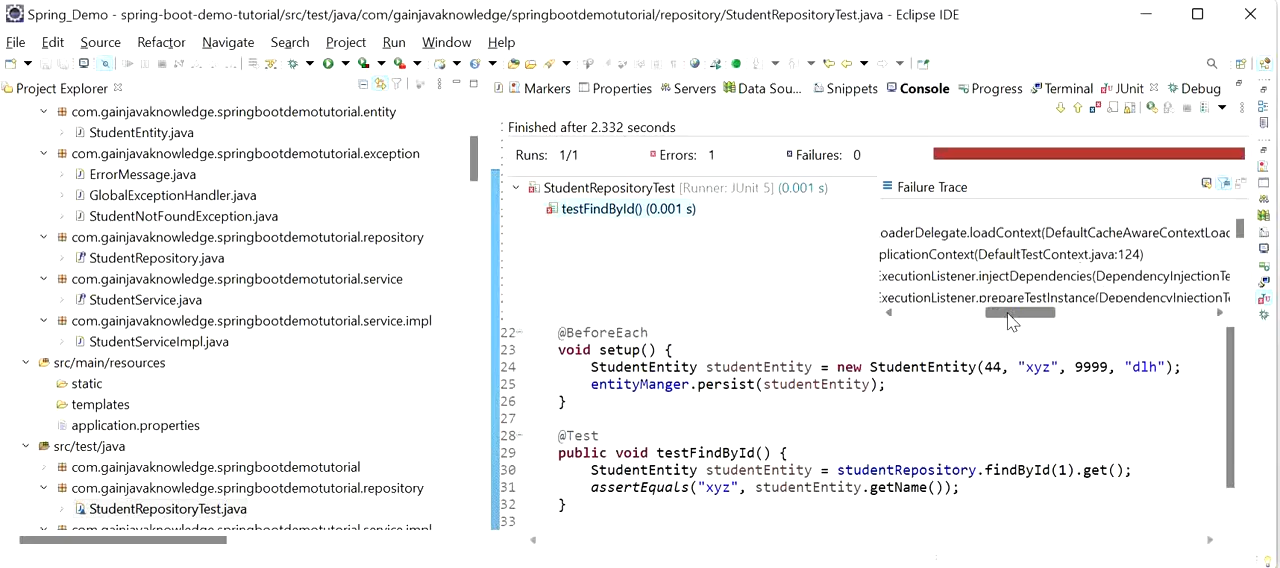 Spring_Demo - spring-boot-demo-tutorial/src/test/java/com/gainjavaknowledge/springbootdemotutorial/repository/StudentRepositoryTest.java - Eclipse IDE
File Edit Source Refactor Navigate Search Project Run Window Help
Project Explorer
com.gainjavaknowledge.springbootdemotutorial.entity
StudentEntity.java
com.gainjavaknowledge.springbootdemotutorial.exception
ErrorMessage.java
GlobalExceptionHandler.java
StudentNotFoundException.java
com.gainjavaknowledge.springbootdemotutorial.repository
StudentRepository.java
com.gainjavaknowledge.springbootdemotutorial.service
StudentService.java
com.gainjavaknowledge.springbootdemotutorial.service.impl
StudentServiceImpl.java
src/main/resources
static
templates
application.properties
src/test/java
com.gainjavaknowledge.springbootdemotutorial
com.gainjavaknowledge.springbootdemotutorial.repository
StudentRepositoryTest.java
com.gainjavaknowledge.springbootdemotutorial.service.impl
Markers Properties Servers Data Sou... Snippets Console Progress Terminal JUnit Debug
Finished after 2.332 seconds
Runs: 1/1 Errors: 1 Failures: 0
StudentRepositoryTest [Runner: JUnit 5] (0.001 s)
testFindById() (0.001 s)
Failure Trace
oaderDelegate.loadContext(DefaultCacheAwareContextLoac
plicationContext(DefaultTestContext.java:124)
ExecutionListener.injectDependencies(DependencyInjectionTe
ExecutionListener.prepareTestInstance(DependencyInjectionTe
22 @BeforeEach
23 void setup() {
24 StudentEntity studentEntity = new StudentEntity(44, "xyz", 9999, "dlh");
25 entityManger.persist(studentEntity);
26 }
27
28 @Test
29 public void testFindById() {
30 StudentEntity studentEntity = studentRepository.findById(1).get();
31 assertEquals("xyz", studentEntity.getName());
32 }
33